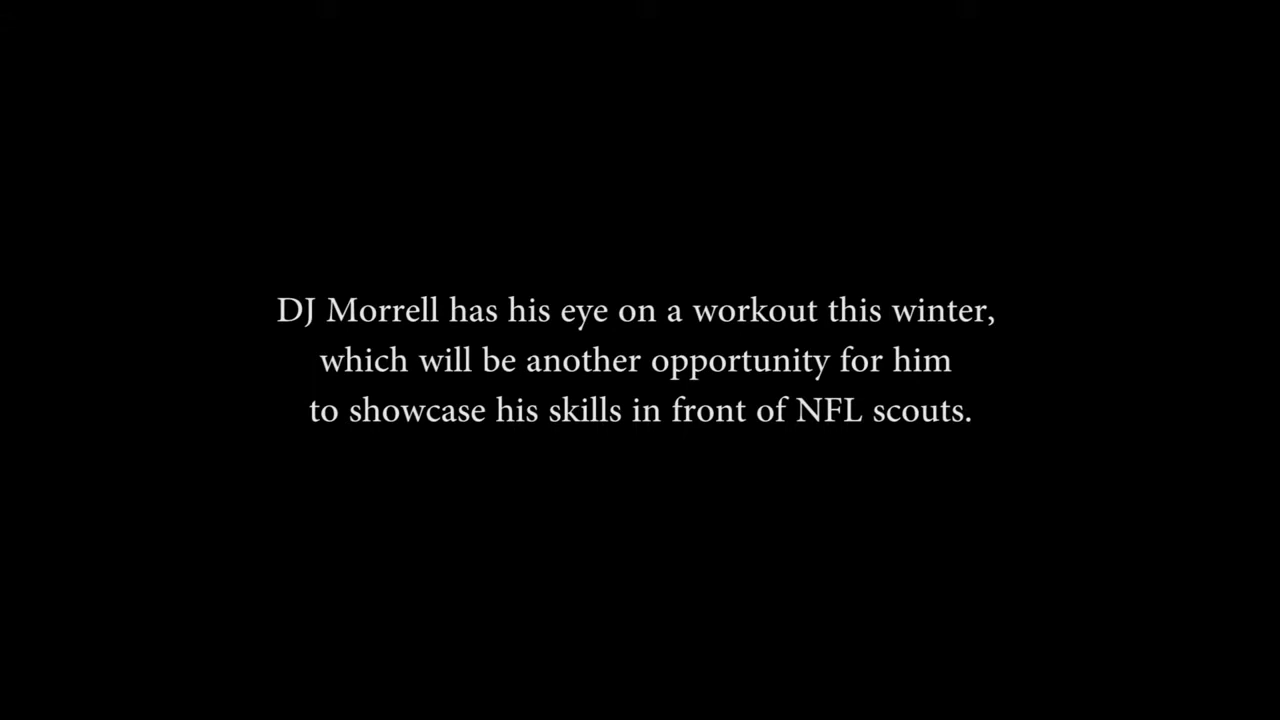 DJ Morrell has his eye on a workout this winter,
which will be another opportunity for him
to showcase his skills in front of NFL scouts.